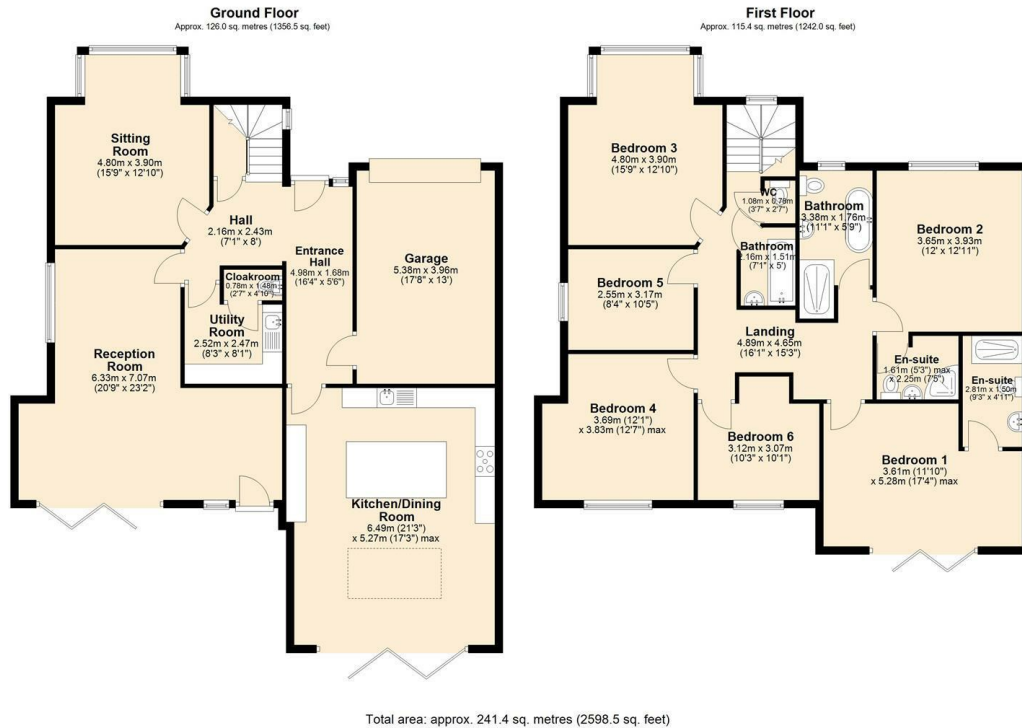 Ground Floor
Approx. 126.0 sq. metres (1356.5 sq. feet)
Sitting
Room
4.80m x 3.90m
(15'9" x 12'10")
Hall
2.16m x 2.43m
(7'1" x 8')
Entrance
Hall
4.98m x 1.68m
(16'4" x 5'6")
Garage
5.38m x 3.96m
(17'8" x 13')
Cloakroom
0.78m x 1.48m
(2'7" x 4'10")
Utility
Room
2.52m x 2.47m
(8'3" x 8'1")
Reception
Room
6.33m x 7.07m
(20'9" x 23'2")
Kitchen/Dining
Room
6.49m (21'3")
x 5.27m (17'3") max
First Floor
Approx. 115.4 sq. metres (1242.0 sq. feet)
Bedroom 3
4.80m x 3.90m
(15'9" x 12'10")
WC
1.08m x 0.78m
(3'7" x 2'7")
Bathroom
3.38m x 1.76m
(11'1" x 5'9")
Bedroom 2
3.65m x 3.93m
(12' x 12'11")
Bathroom
2.16m x 1.51m
(7'1" x 5')
Bedroom 5
2.55m x 3.17m
(8'4" x 10'5")
Landing
4.89m x 4.65m
(16'1" x 15'3")
En-suite
1.61m (5'3") max
x 2.25m (7'5")
En-suite
2.81m x 1.50m
(9'3" x 4'11")
Bedroom 4
3.69m (12'1")
x 3.83m (12'7") max
Bedroom 6
3.12m x 3.07m
(10'3" x 10'1")
Bedroom 1
3.61m (11'10")
x 5.28m (17'4") max
Total area: approx. 241.4 sq. metres (2598.5 sq. feet)